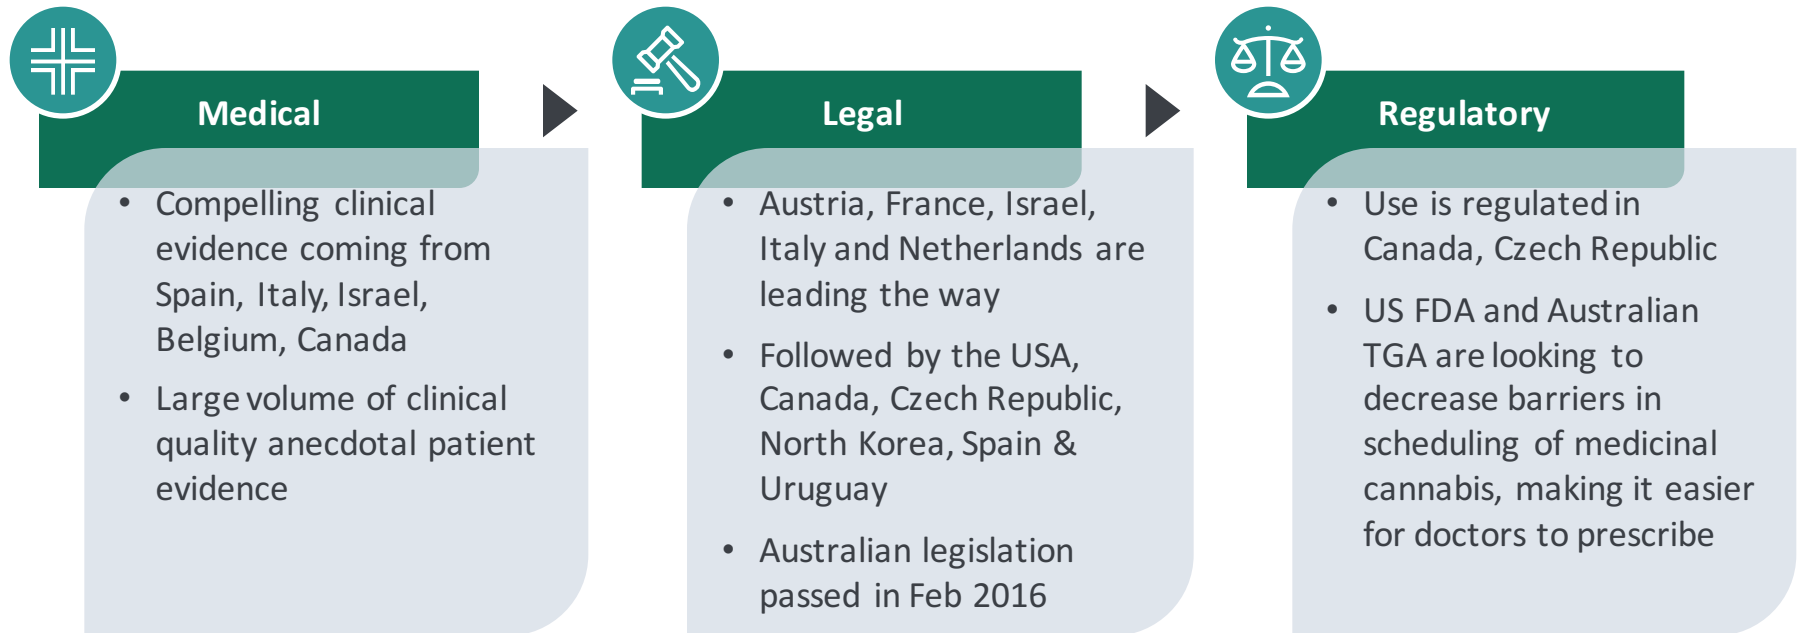 Medical
• Compelling clinical
evidence coming from
Spain, Italy, Israel,
Belgium, Canada
• Large volume of clinical
quality anecdotal patient
evidence
Legal
• Austria, France, Israel,
Italy and Netherlands are
leading the way
• Followed by the USA,
Canada, Czech Republic,
North Korea, Spain &
Uruguay
• Australian legislation
passed in Feb 2016
Regulatory
• Use is regulated in
Canada, Czech Republic
• US FDA and Australian
TGA are looking to
decrease barriers in
scheduling of medicinal
cannabis, making it easier
for doctors to prescribe